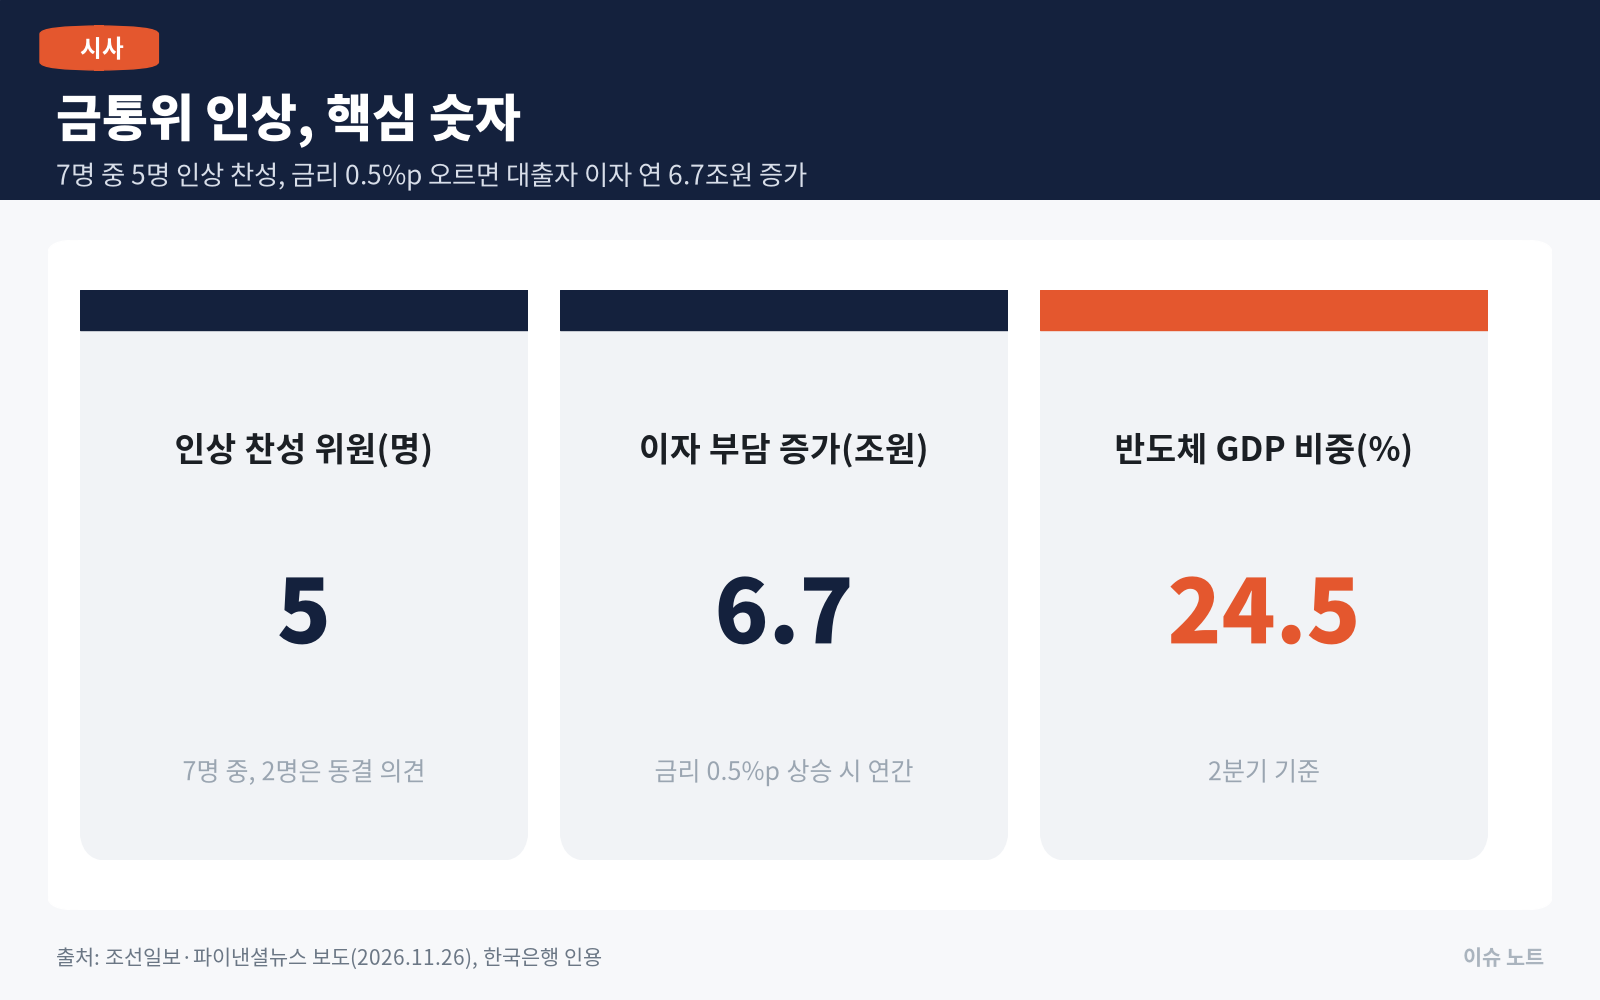 시사
금통위 인상, 핵심 숫자
7명 중 5명 인상 찬성, 금리 0.5%p 오르면 대출자 이자 연 6.7조원 증가
인상 찬성 위원(명)
5
7명 중, 2명은 동결 의견
이자 부담 증가(조원)
6.7
금리 0.5%p 상승 시 연간
반도체 GDP 비중(%)
24.5
2분기 기준
출처: 조선일보·파이낸셜뉴스 보도(2026.11.26), 한국은행 인용
이슈 노트